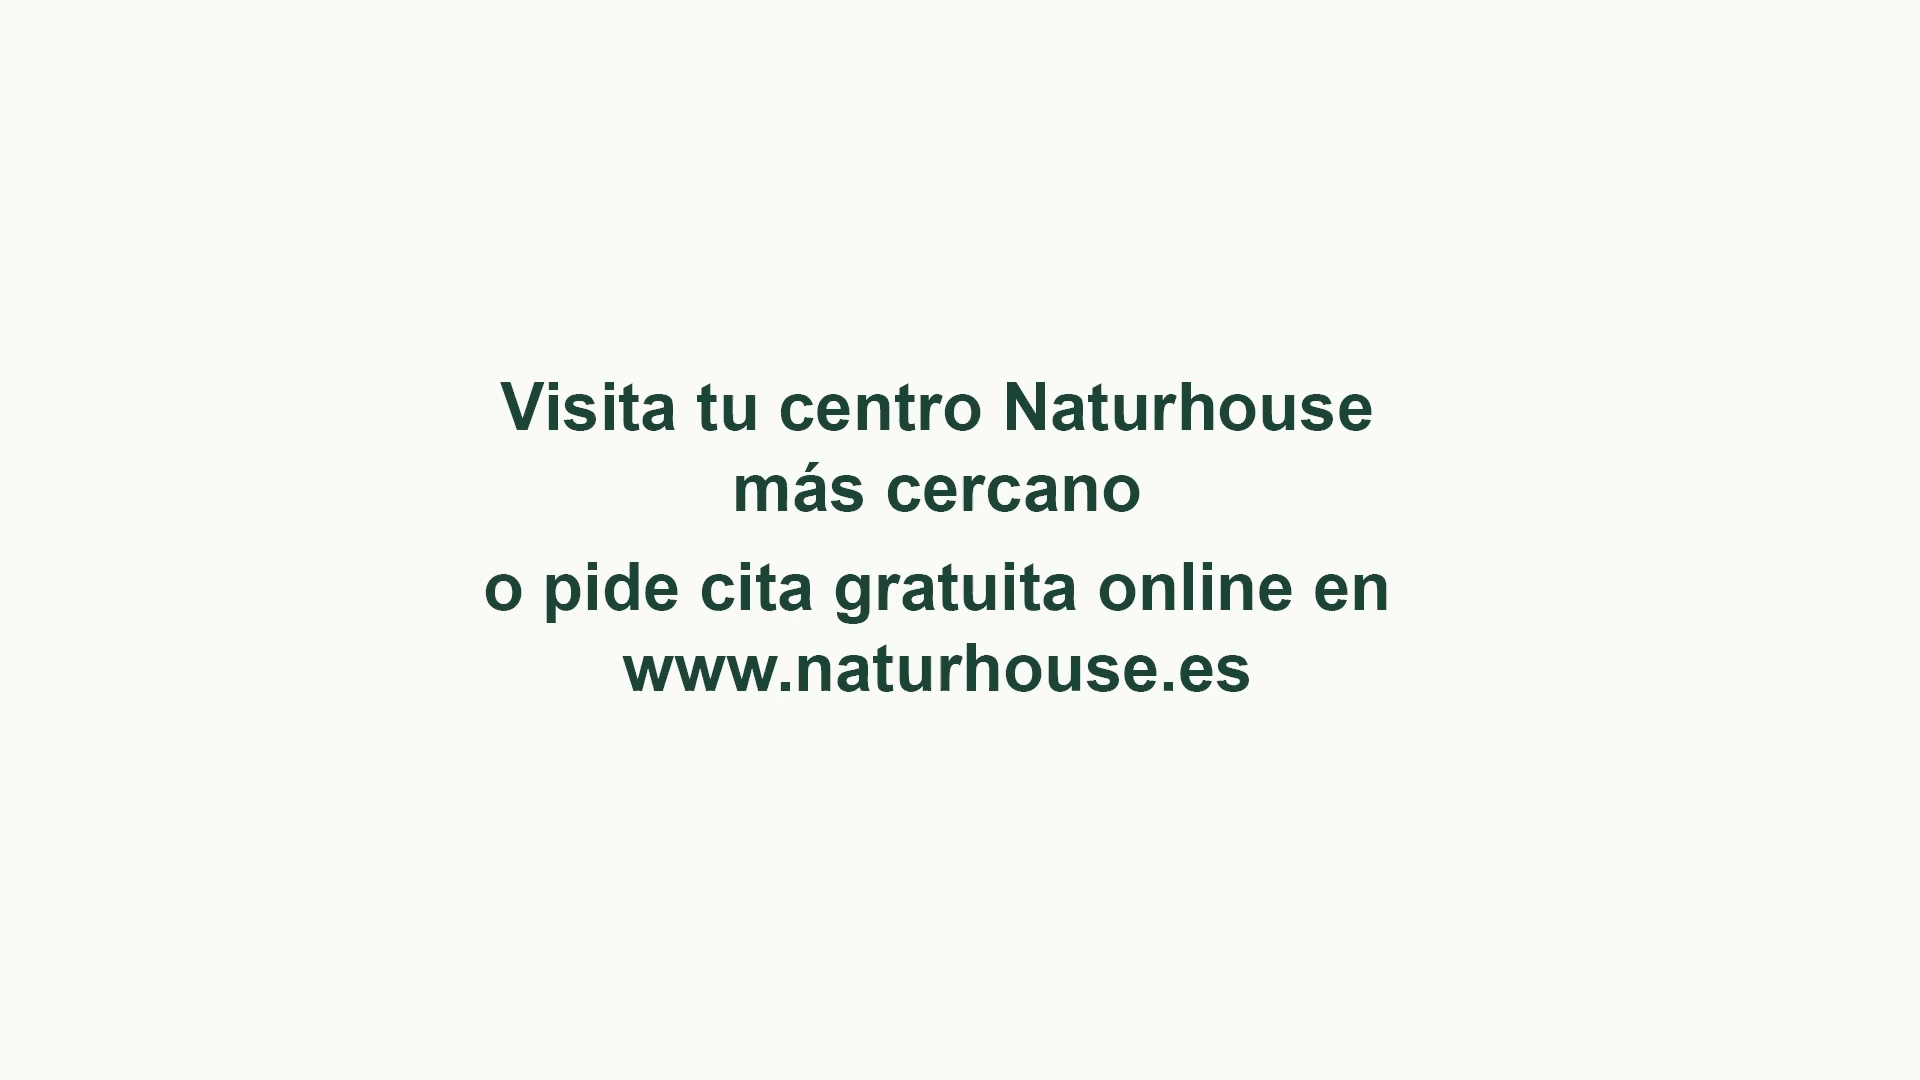 Visita tu centro Naturhouse
más cercano
o pide cita gratuita online en
www.naturhouse.es